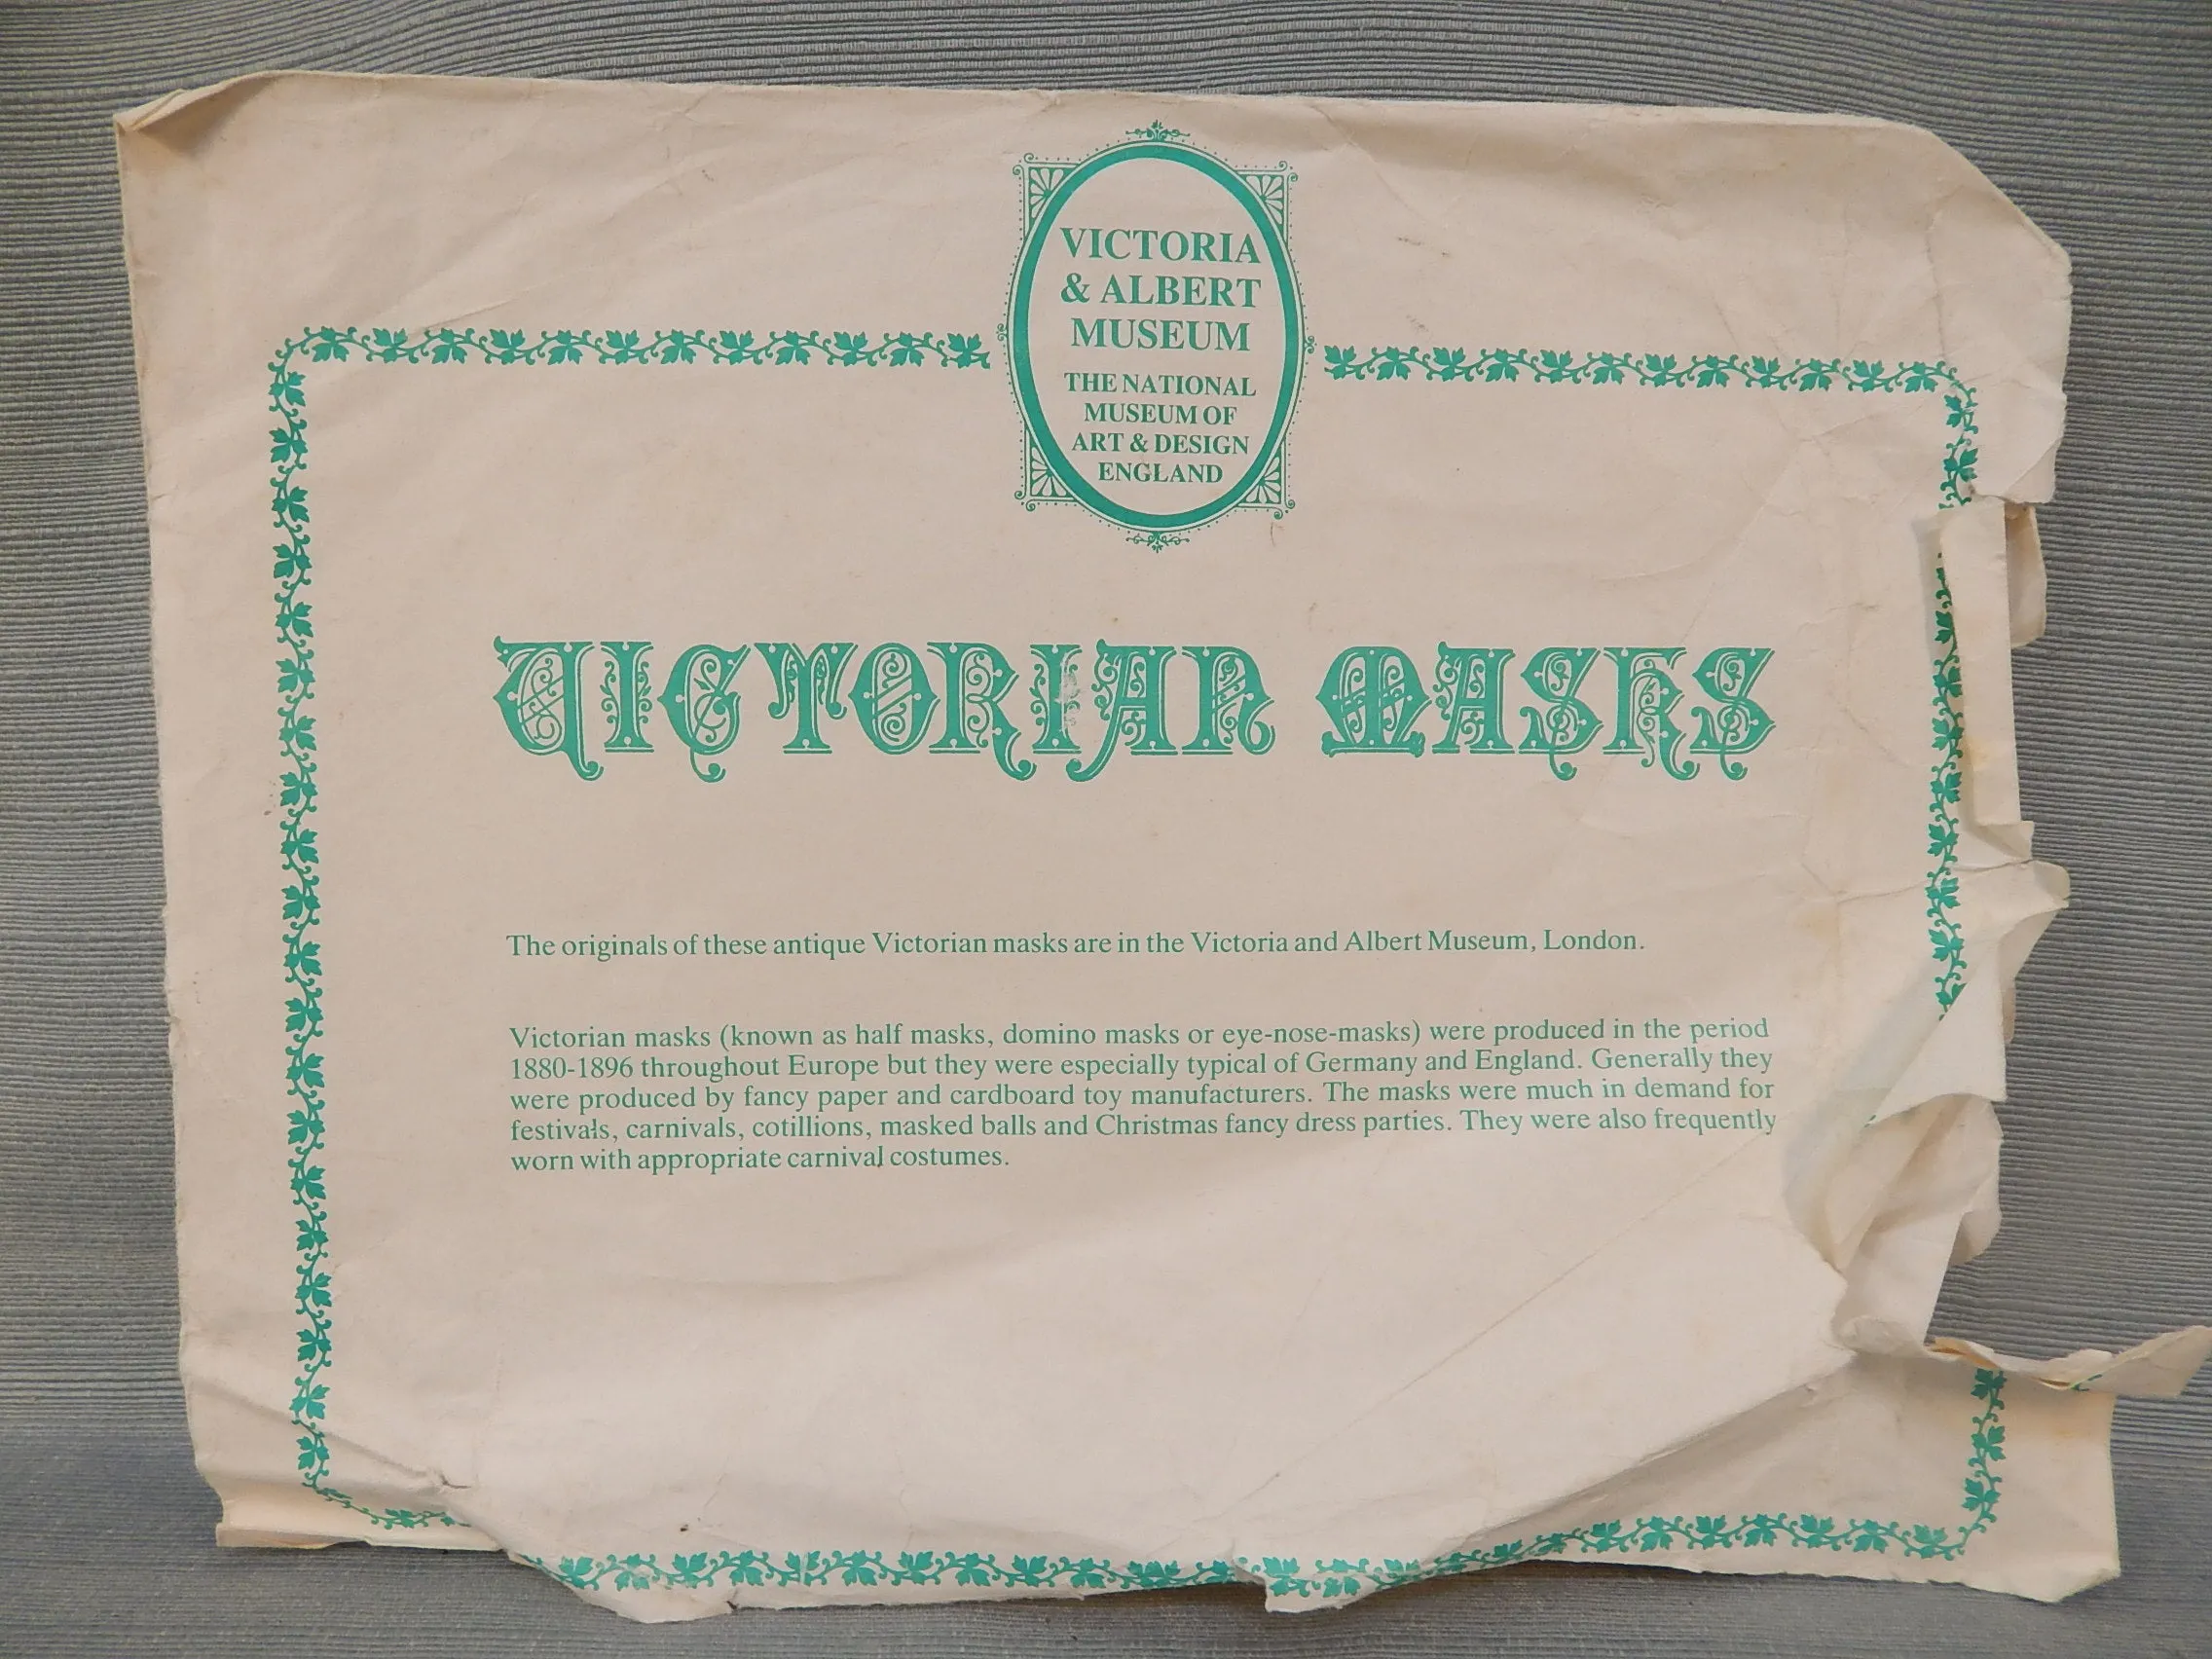 VICTORIA
& ALBERT
MUSEUM
THE NATIONAL
MUSEUM OF
ART & DESIGN
ENGLAND
VICTORIAN MASKS
The originals of these antique Victorian masks are in the Victoria and Albert Museum, London.
Victorian masks (known as half masks, domino masks or eye-nose-masks) were produced in the period
1880-1896 throughout Europe but they were especially typical of Germany and England. Generally they
were produced by fancy paper and cardboard toy manufacturers. The masks were much in demand for
festivals, carnivals, cotillions, masked balls and Christmas fancy dress parties. They were also frequently
worn with appropriate carnival costumes.